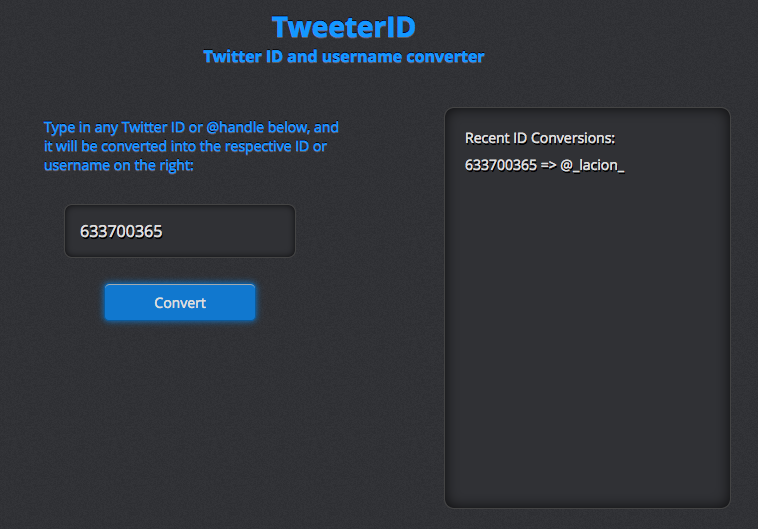 TweeterID
Twitter ID and username converter
Type in any Twitter ID or @handle below, and
it will be converted into the respective ID or
username on the right:
633700365
Convert
Recent ID Conversions:
633700365 => @_lacion_